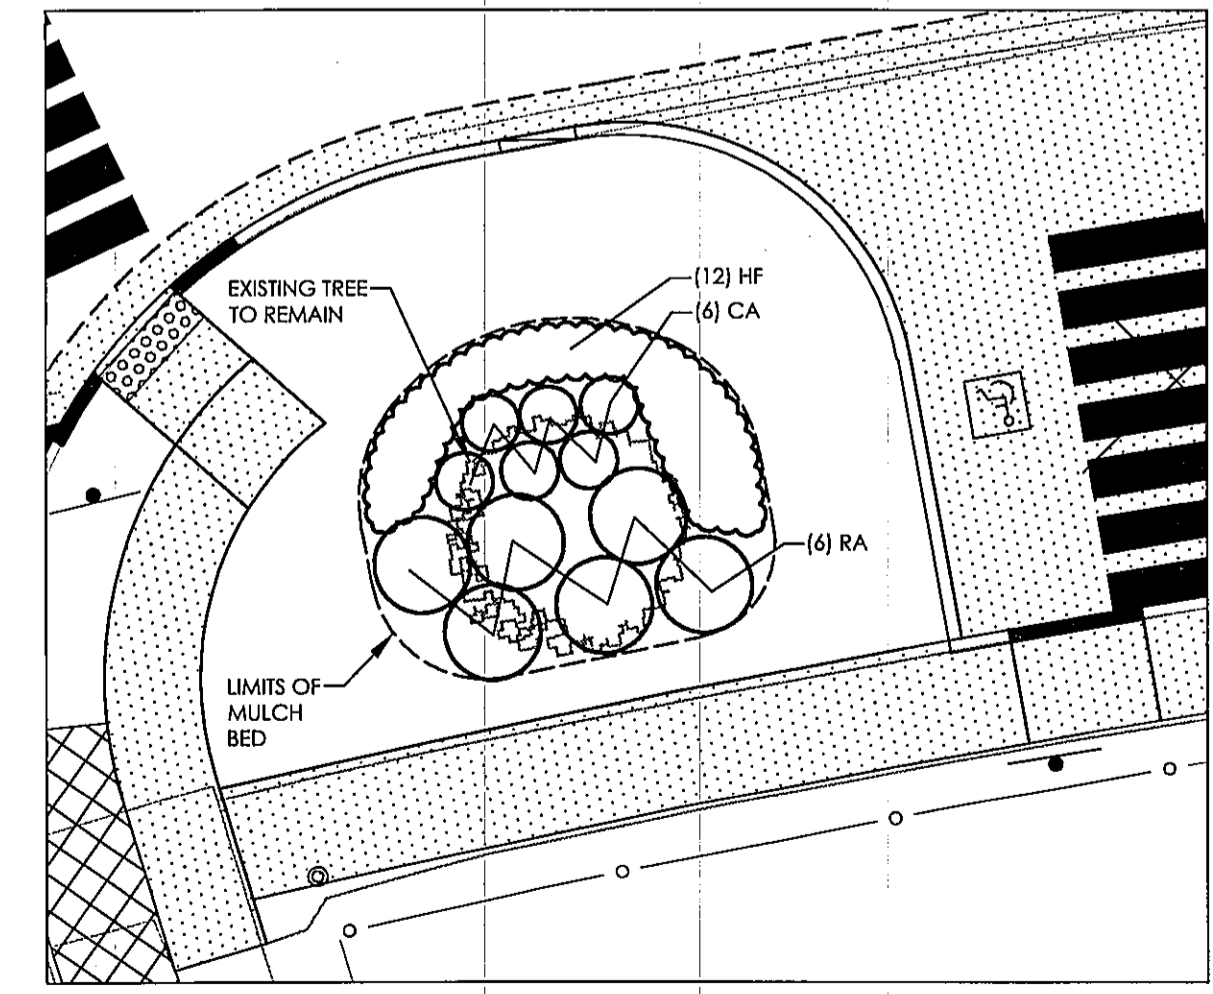 EXISTING TREE
TO REMAIN
(12) HF
(6) CA
(6) RA
LIMITS OF
MULCH
BED